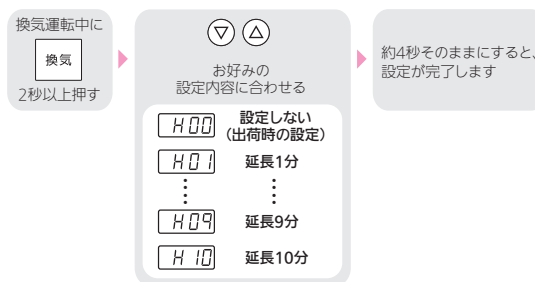 換気運転中に
換気
2秒以上押す
▽ △
お好みの
設定内容に合わせる
H00 設定しない
(出荷時の設定)
H01 延長1分
H09 延長9分
H10 延長10分
約4秒そのままにすると、
設定が完了します